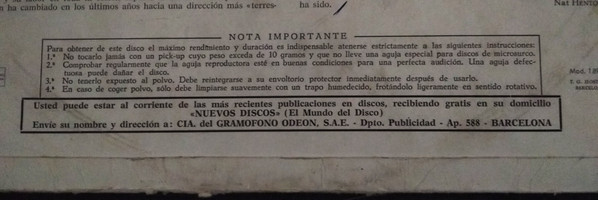 n ha cambiado en los últimos años hacia una dirección más «terres-
ha sido.
Nat HENTO
NOTA IMPORTANTE
Para obtener de este disco el máximo rendimiento y duración es indispensable atenerse estrictamente a las siguientes instrucciones:
1.ª No tocarlo jamás con un pick-up cuyo peso exceda de 10 gramos y que no lleve una aguja especial para discos de microsurco.
2.ª Comprobar regularmente que la aguja reproductora esté en buenas condiciones para una perfecta audición. Una aguja defec-
tuosa puede dañar el disco.
3.ª No tenerlo expuesto al polvo. Debe reintegrarse a su envoltorio protector inmediatamente después de usarlo.
4.ª En caso de coger polvo, sólo debe limpiarse suavemente con un trapo humedecido, frotándolo ligeramente en sentido rotativo.
Mod. 1.89
BARCELO
Usted puede estar al corriente de las más recientes publicaciones en discos, recibiendo gratis en su domicilio
«NUEVOS DISCOS» (El Mundo del Disco)
Envíe su nombre y dirección a: CIA. del GRAMOFONO ODEON, S.A.E. - Dpto. Publicidad - Ap. 588 - BARCELONA